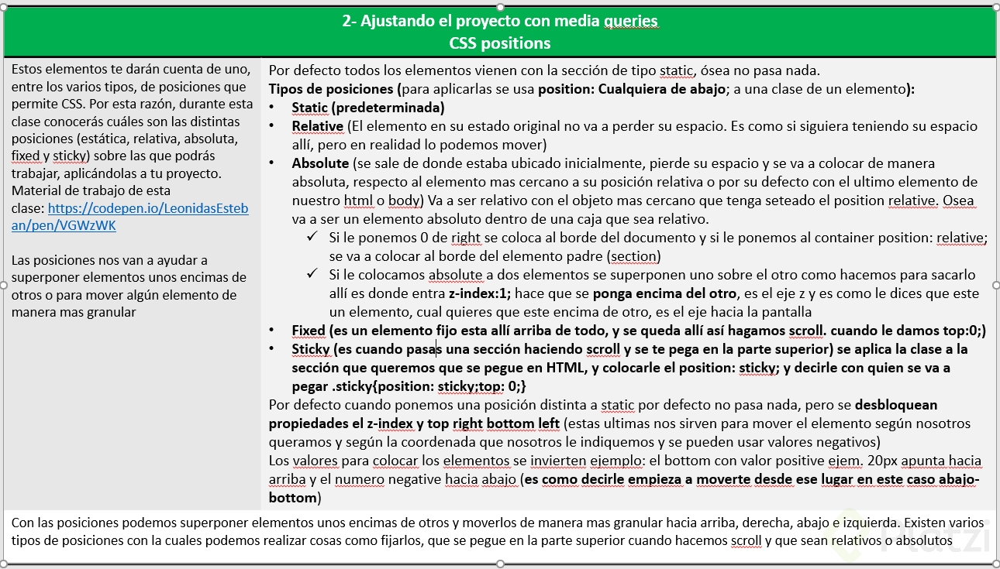 2- Ajustando el proyecto con media queries
CSS positions
Estos elementos te darán cuenta de uno,
entre los varios tipos, de posiciones que
permite CSS. Por esta razón, durante esta
clase conocerás cuáles son las distintas
posiciones (estática, relativa, absoluta,
fixed y sticky) sobre las que podrás
trabajar, aplicándolas a tu proyecto.
Material de trabajo de esta
clase: https://codepen.io/LeonidasEsteb
an/pen/VGWzWK
Las posiciones nos van a ayudar a
superponer elementos unos encimas de
otros o para mover algún elemento de
manera mas granular
Por defecto todos los elementos vienen con la sección de tipo static, ósea no pasa nada.
Tipos de posiciones (para aplicarlas se usa position: Cualquiera de abajo; a una clase de un elemento):
• Static (predeterminada)
• Relative (El elemento en su estado original no va a perder su espacio. Es como si siguiera teniendo su espacio
allí, pero en realidad lo podemos mover)
• Absolute (se sale de donde estaba ubicado inicialmente, pierde su espacio y se va a colocar de manera
absoluta, respecto al elemento mas cercano a su posición relativa o por su defecto con el ultimo elemento de
nuestro html o body) Va a ser relativo con el objeto mas cercano que tenga seteado el position relative. Osea
va a ser un elemento absoluto dentro de una caja que sea relativo.
✓ Si le ponemos 0 de right se coloca al borde del documento y si le ponemos al container position: relative;
se va a colocar al borde del elemento padre (section)
✓ Si le colocamos absolute a dos elementos se superponen uno sobre el otro como hacemos para sacarlo
allí es donde entra z-index:1; hace que se ponga encima del otro, es el eje z y es como le dices que este
un elemento, cual quieres que este encima de otro, es el eje hacia la pantalla
• Fixed (es un elemento fijo esta allí arriba de todo, y se queda allí así hagamos scroll. cuando le damos top:0;)
• Sticky (es cuando pasas una sección haciendo scroll y se te pega en la parte superior) se aplica la clase a la
sección que queremos que se pegue en HTML, y colocarle el position: sticky; y decirle con quien se va a
pegar .sticky{position: sticky;top: 0;}
Por defecto cuando ponemos una posición distinta a static por defecto no pasa nada, pero se desbloquean
propiedades el z-index y top right bottom left (estas ultimas nos sirven para mover el elemento según nosotros
queramos y según la coordenada que nosotros le indiquemos y se pueden usar valores negativos)
Los valores para colocar los elementos se invierten ejemplo: el bottom con valor positive ejem. 20px apunta hacia
arriba y el numero negative hacia abajo (es como decirle empieza a moverte desde ese lugar en este caso abajo-
bottom)
Con las posiciones podemos superponer elementos unos encimas de otros y moverlos de manera mas granular hacia arriba, derecha, abajo e izquierda. Existen varios
tipos de posiciones con la cuales podemos realizar cosas como fijarlos, que se pegue en la parte superior cuando hacemos scroll y que sean relativos o absolutos
Platzi